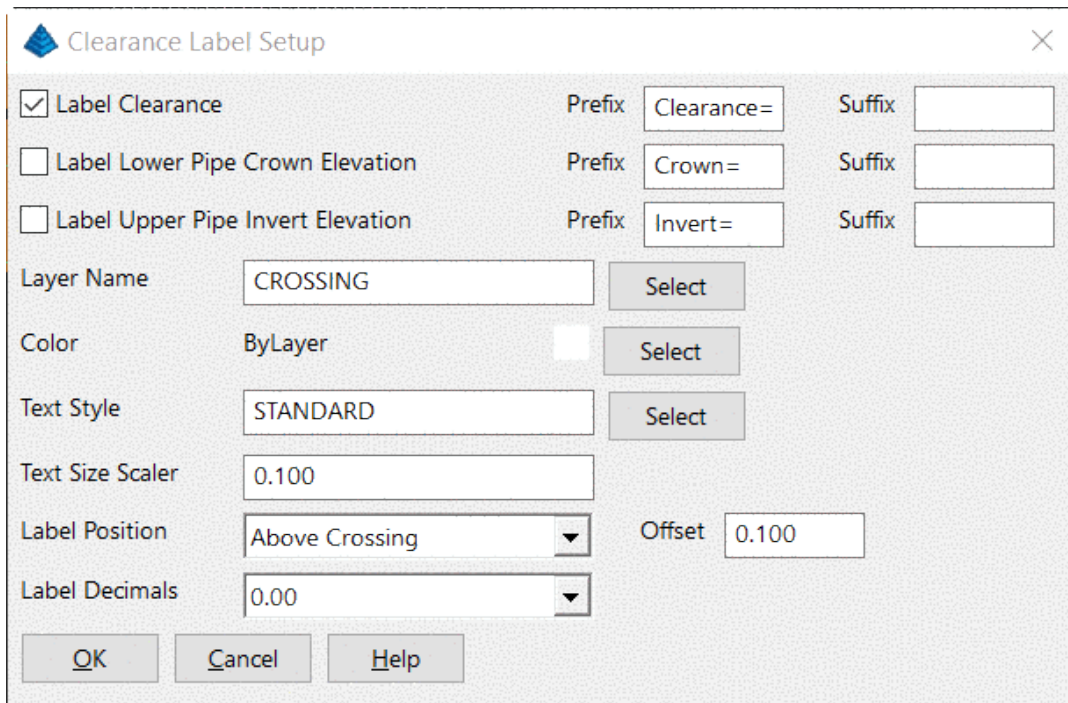 Clearance Label Setup
Label Clearance Prefix Clearance= Suffix
Label Lower Pipe Crown Elevation Prefix Crown= Suffix
Label Upper Pipe Invert Elevation Prefix Invert= Suffix
Layer Name CROSSING Select
Color ByLayer Select
Text Style STANDARD Select
Text Size Scaler 0.100
Label Position Above Crossing Offset 0.100
Label Decimals 0.00
OK Cancel Help